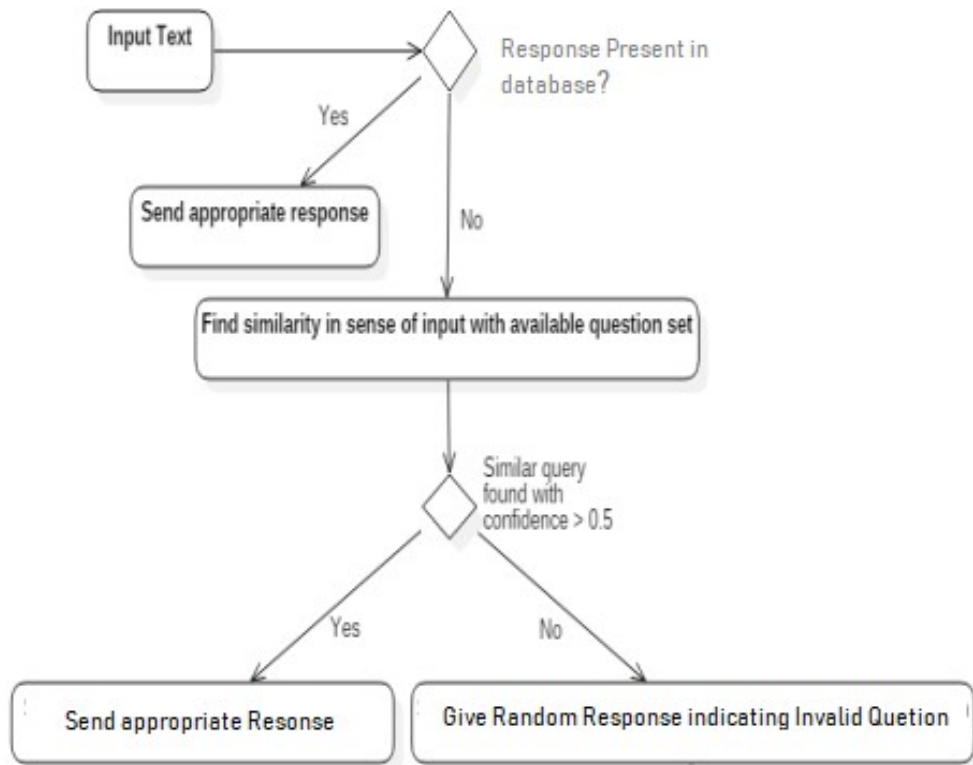 Input Text
Response Present in
database?
Yes
Send appropriate response
No
Find similarity in sense of input with available question set
Similar query
found with
confidence > 0.5
Yes
No
Send appropriate Resonse
Give Random Response indicating Invalid Quetion